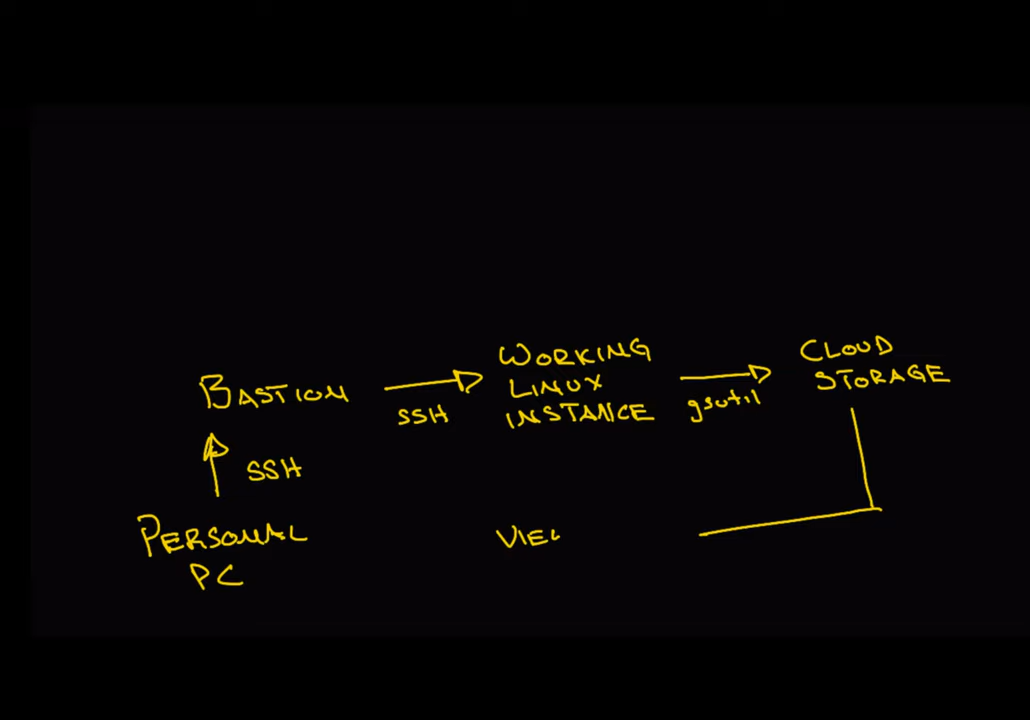 WORKING
LINUX
INSTANCE
CLOUD
STORAGE
BASTION
SSH
gsutil
SSH
PERSONAL
PC